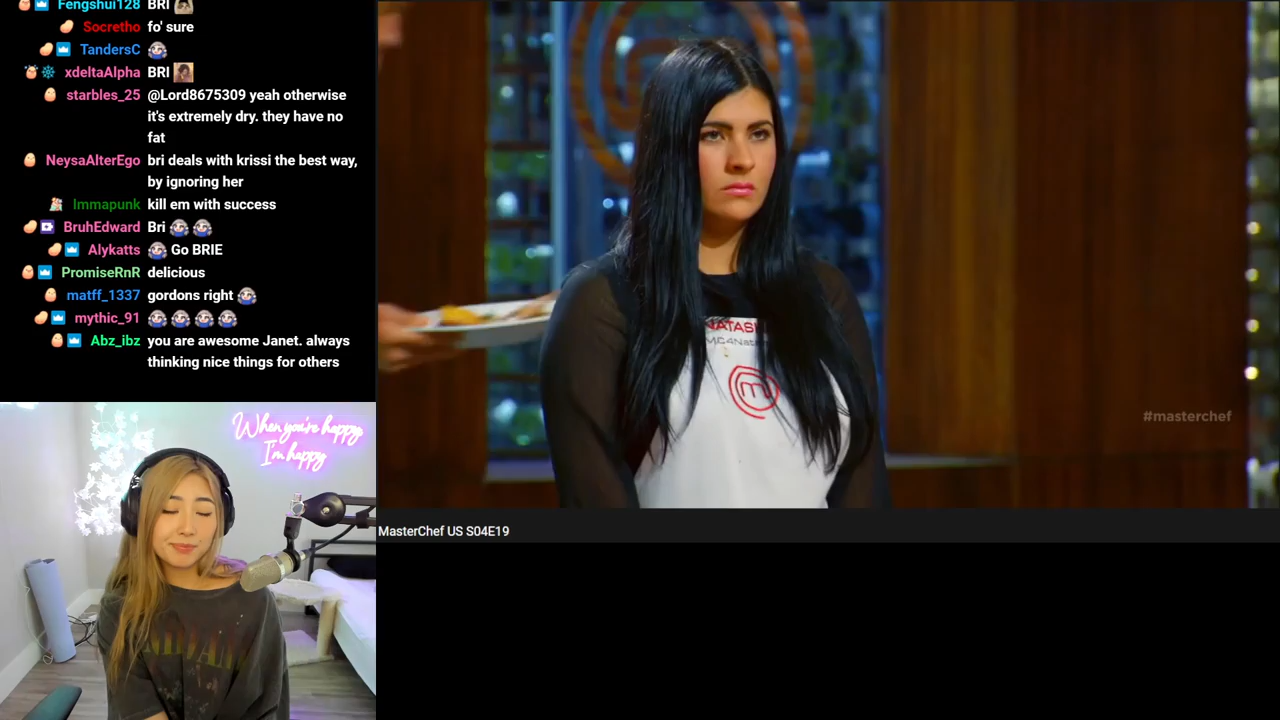 Fengshui128 BRI
Socretho fo' sure
TandersC
xdeltaAlpha BRI
starbles_25 @Lord8675309 yeah otherwise
it's extremely dry. they have no
fat
NeysaAlterEgo bri deals with krissi the best way,
by ignoring her
Immapunk kill em with success
BruhEdward Bri
Alykatts Go BRIE
PromiseRnR delicious
matff_1337 gordons right
mythic_91
Abz_ibz you are awesome Janet. always
thinking nice things for others
When you're happy
I'm happy
#masterchef
MasterChef US S04E19